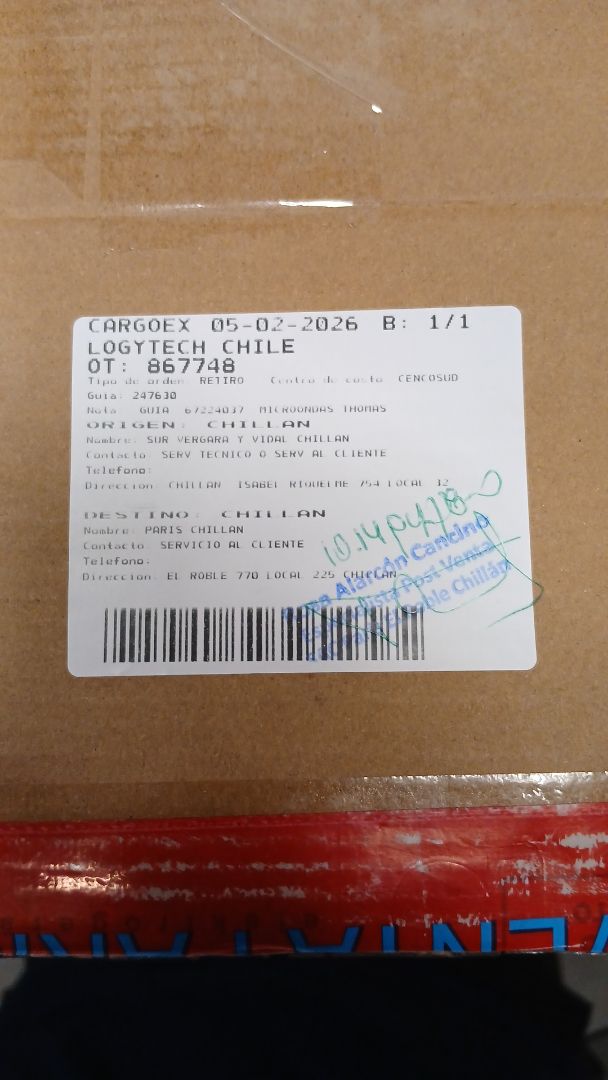 CARGOEX 05-02-2026 B: 1/1
LOGYTECH CHILE
OT: 867748
Tipo de orden: RETIRO Centro de costo: CENCOSUD
Guia: 247630
Nota: GUIA 67224037 MICROONDAS THOMAS
ORIGEN: CHILLAN
Nombre: SUR VERGARA Y VIDAL CHILLAN
Contacto: SERV TECNICO O SERV AL CLIENTE
Telefono:
Direccion: CHILLAN ISABEL RIQUELME 754 LOCAL 12
DESTINO: CHILLAN
Nombre: PARIS CHILLAN
Contacto: SERVICIO AL CLIENTE
Telefono:
Direccion: EL ROBLE 770 LOCAL 225 CHILLAN
Alarcón Cancino
Post Venta
Roble Chillán